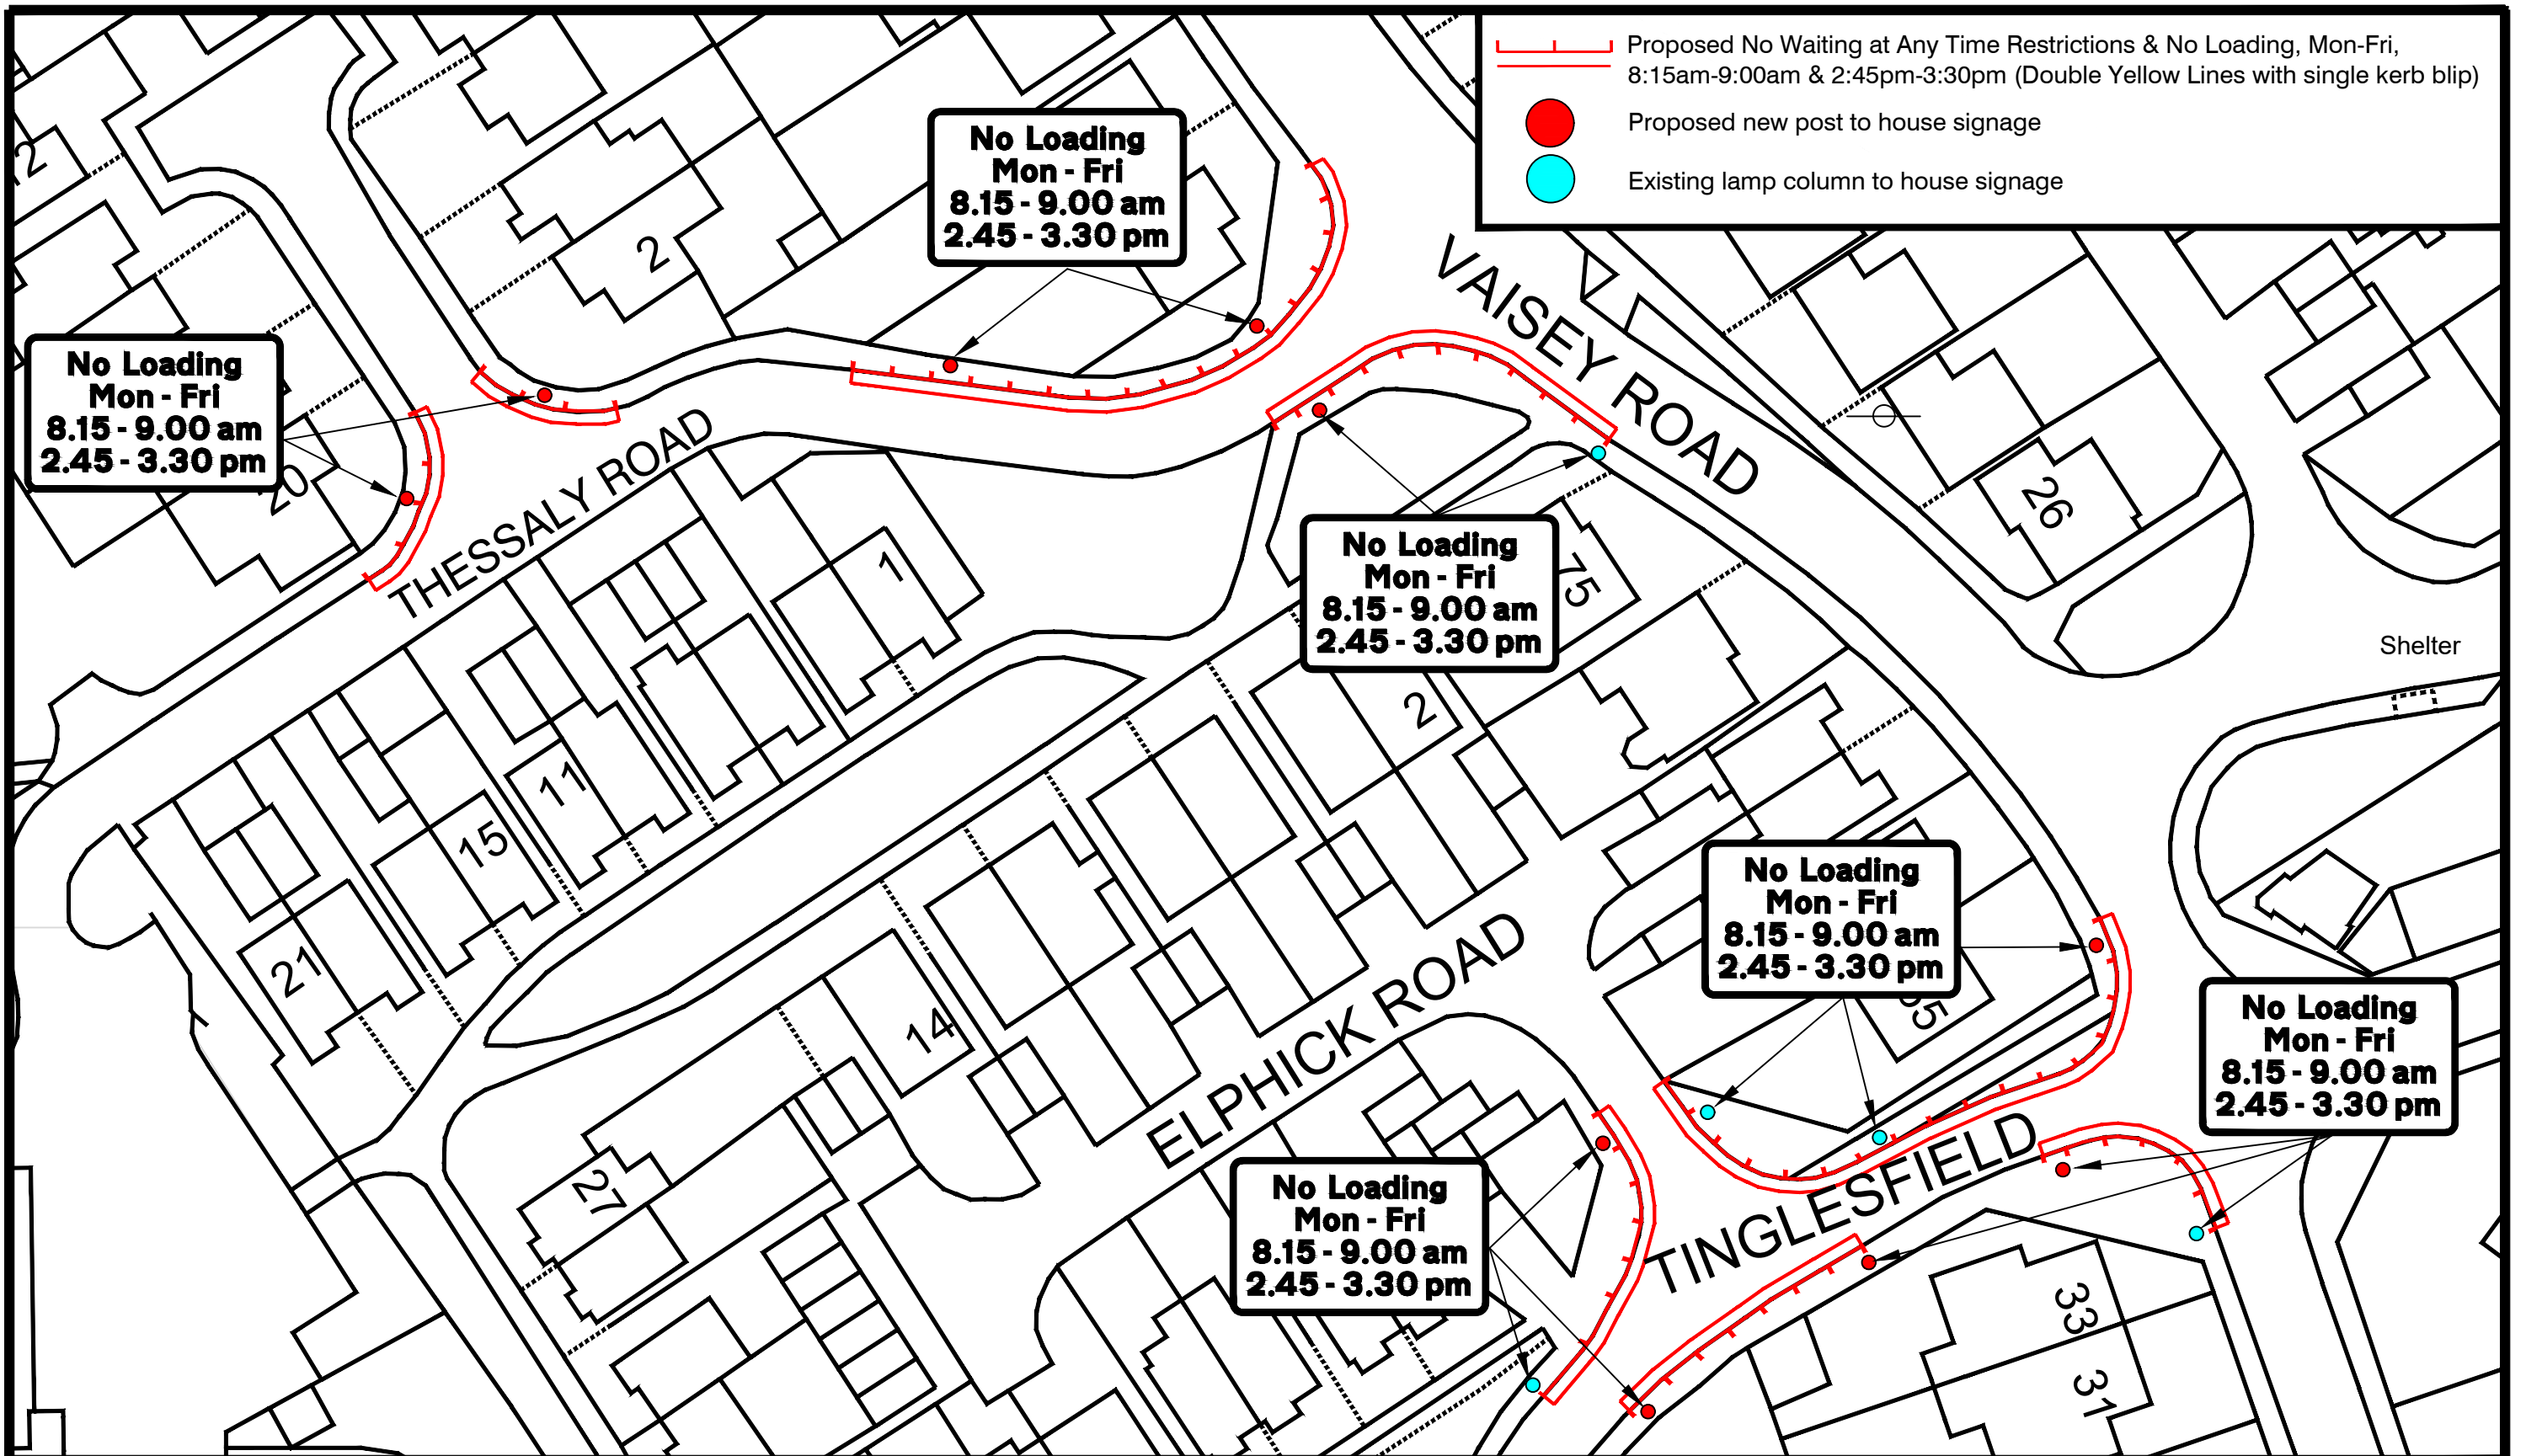 Proposed No Waiting at Any Time Restrictions & No Loading, Mon-Fri,
8:15am-9:00am & 2:45pm-3:30pm (Double Yellow Lines with single kerb blip)
Proposed new post to house signage
Existing lamp column to house signage
No Loading
Mon - Fri
8.15 - 9.00 am
2.45 - 3.30 pm
2
2
VAISEY ROAD
No Loading
Mon - Fri
8.15 - 9.00 am
2.45 - 3.30 pm
20
THESSALY ROAD
26
1
No Loading
Mon - Fri
8.15 - 9.00 am
2.45 - 3.30 pm
75
Shelter
2
11
15
21
14
ELPHICK ROAD
No Loading
Mon - Fri
8.15 - 9.00 am
2.45 - 3.30 pm
No Loading
Mon - Fri
8.15 - 9.00 am
2.45 - 3.30 pm
27
No Loading
Mon - Fri
8.15 - 9.00 am
2.45 - 3.30 pm
TINGLESFIELD
33
31